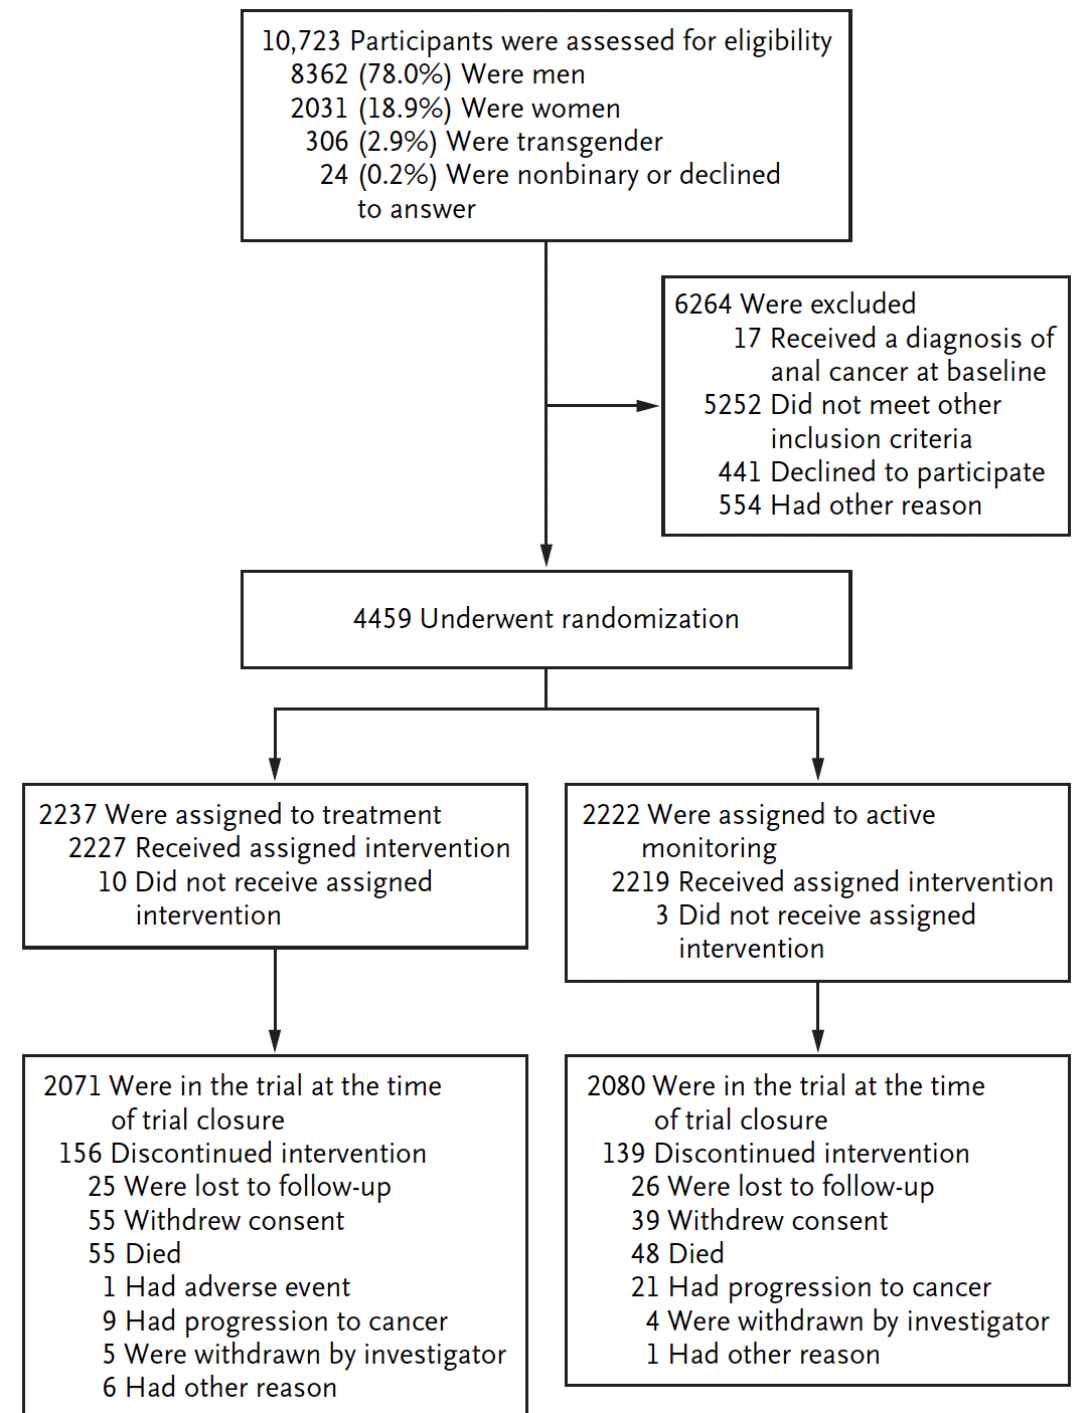 10,723 Participants were assessed for eligibility
8362 (78.0%) Were men
2031 (18.9%) Were women
306 (2.9%) Were transgender
24 (0.2%) Were nonbinary or declined
to answer
6264 Were excluded
17 Received a diagnosis of
anal cancer at baseline
5252 Did not meet other
inclusion criteria
441 Declined to participate
554 Had other reason
4459 Underwent randomization
2237 Were assigned to treatment
2227 Received assigned intervention
10 Did not receive assigned
intervention
2222 Were assigned to active
monitoring
2219 Received assigned intervention
3 Did not receive assigned
intervention
2071 Were in the trial at the time
of trial closure
156 Discontinued intervention
25 Were lost to follow-up
55 Withdrew consent
55 Died
1 Had adverse event
9 Had progression to cancer
5 Were withdrawn by investigator
6 Had other reason
2080 Were in the trial at the time
of trial closure
139 Discontinued intervention
26 Were lost to follow-up
39 Withdrew consent
48 Died
21 Had progression to cancer
4 Were withdrawn by investigator
1 Had other reason